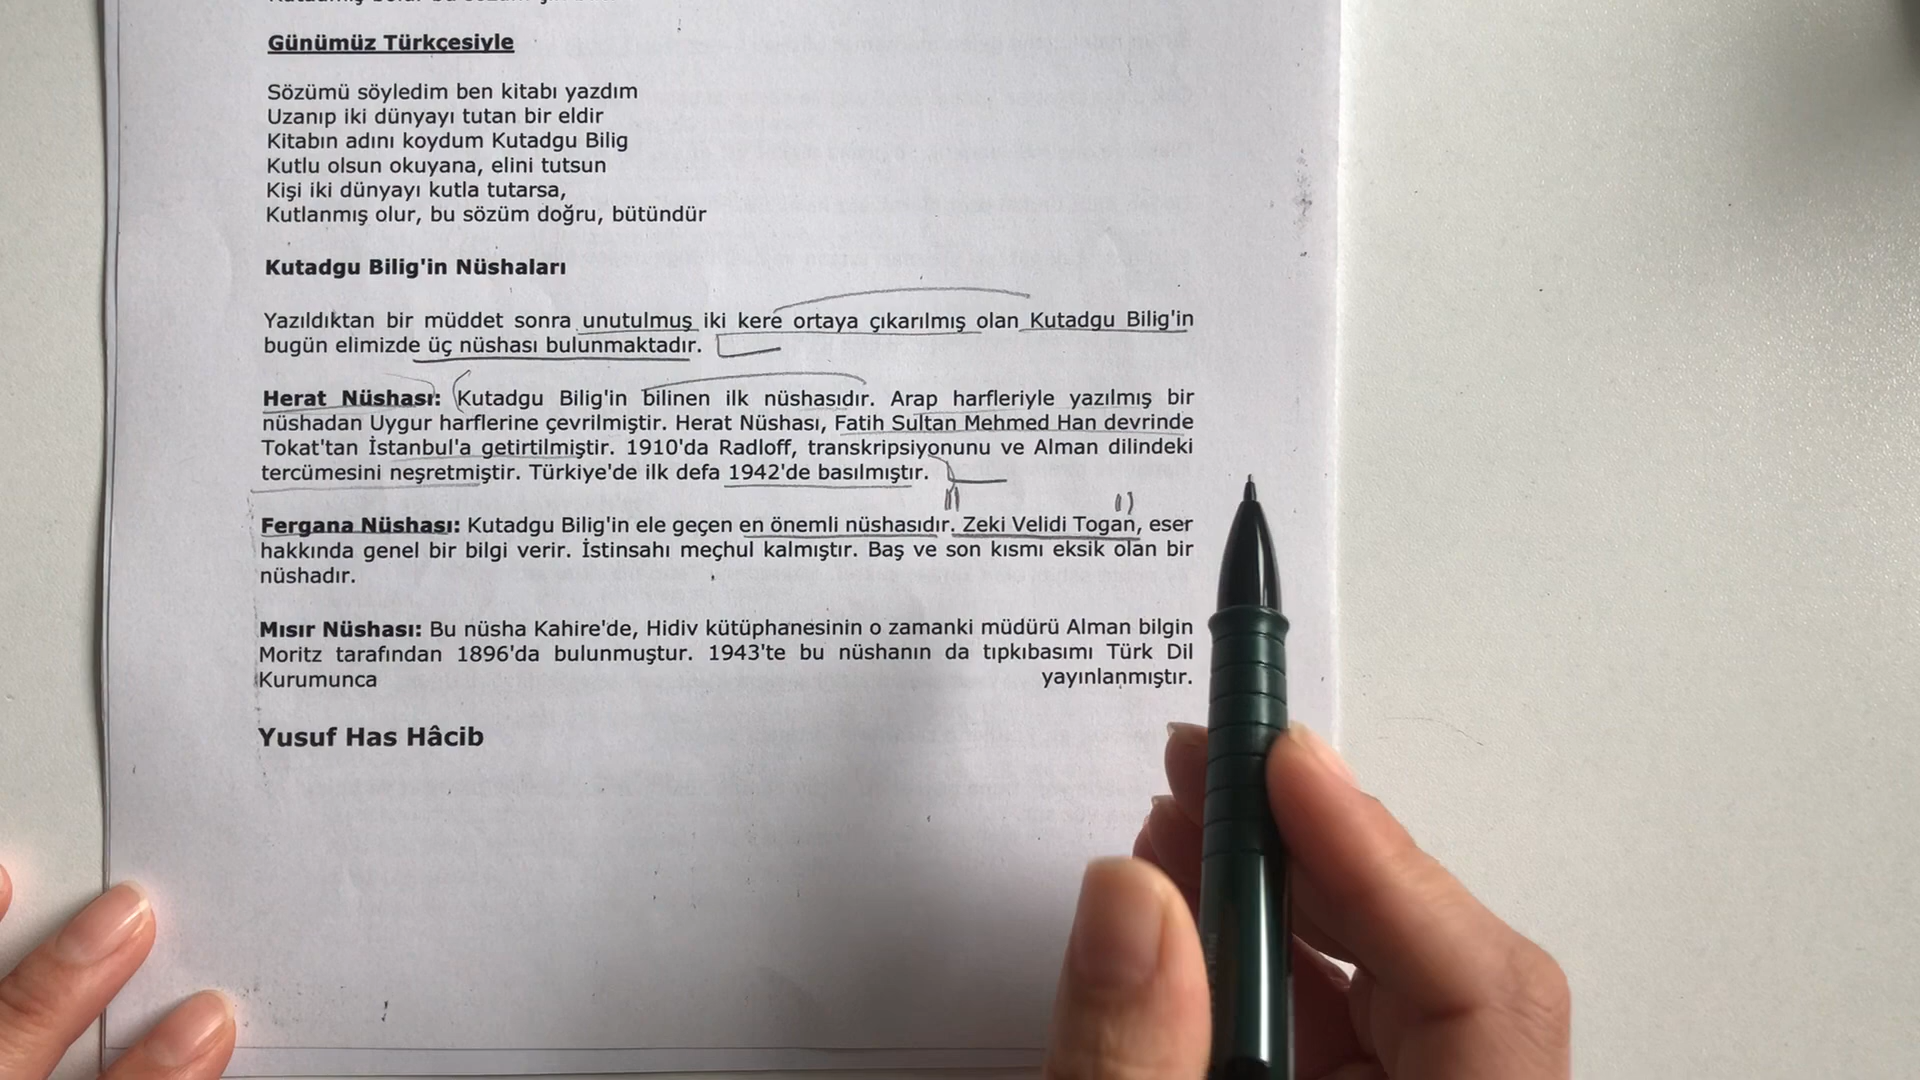 Günümüz Türkçesiyle
Sözümü söyledim ben kitabı yazdım
Uzanıp iki dünyayı tutan bir eldir
Kitabın adını koydum Kutadgu Bilig
Kutlu olsun okuyana, elini tutsun
Kişi iki dünyayı kutla tutarsa,
Kutlanmış olur, bu sözüm doğru, bütündür
Kutadgu Bilig'in Nüshaları
Yazıldıktan bir müddet sonra unutulmuş iki kere ortaya çıkarılmış olan Kutadgu Bilig'in
bugün elimizde üç nüshası bulunmaktadır.
Herat Nüshası: Kutadgu Bilig'in bilinen ilk nüshasıdır. Arap harfleriyle yazılmış bir
nüshadan Uygur harflerine çevrilmiştir. Herat Nüshası, Fatih Sultan Mehmed Han devrinde
Tokat'tan İstanbul'a getirtilmiştir. 1910'da Radloff, transkripsiyonunu ve Alman dilindeki
tercümesini neşretmiştir. Türkiye'de ilk defa 1942'de basılmıştır.
Fergana Nüshası: Kutadgu Bilig'in ele geçen en önemli nüshasıdır. Zeki Velidi Togan, eser
hakkında genel bir bilgi verir. İstinsahı meçhul kalmıştır. Baş ve son kısmı eksik olan bir
nüshadır.
Mısır Nüshası: Bu nüsha Kahire'de, Hidiv kütüphanesinin o zamanki müdürü Alman bilgin
Moritz tarafından 1896'da bulunmuştur. 1943'te bu nüshanın da tıpkıbasımı Türk Dil
Kurumunca yayınlanmıştır.
Yusuf Has Hâcib